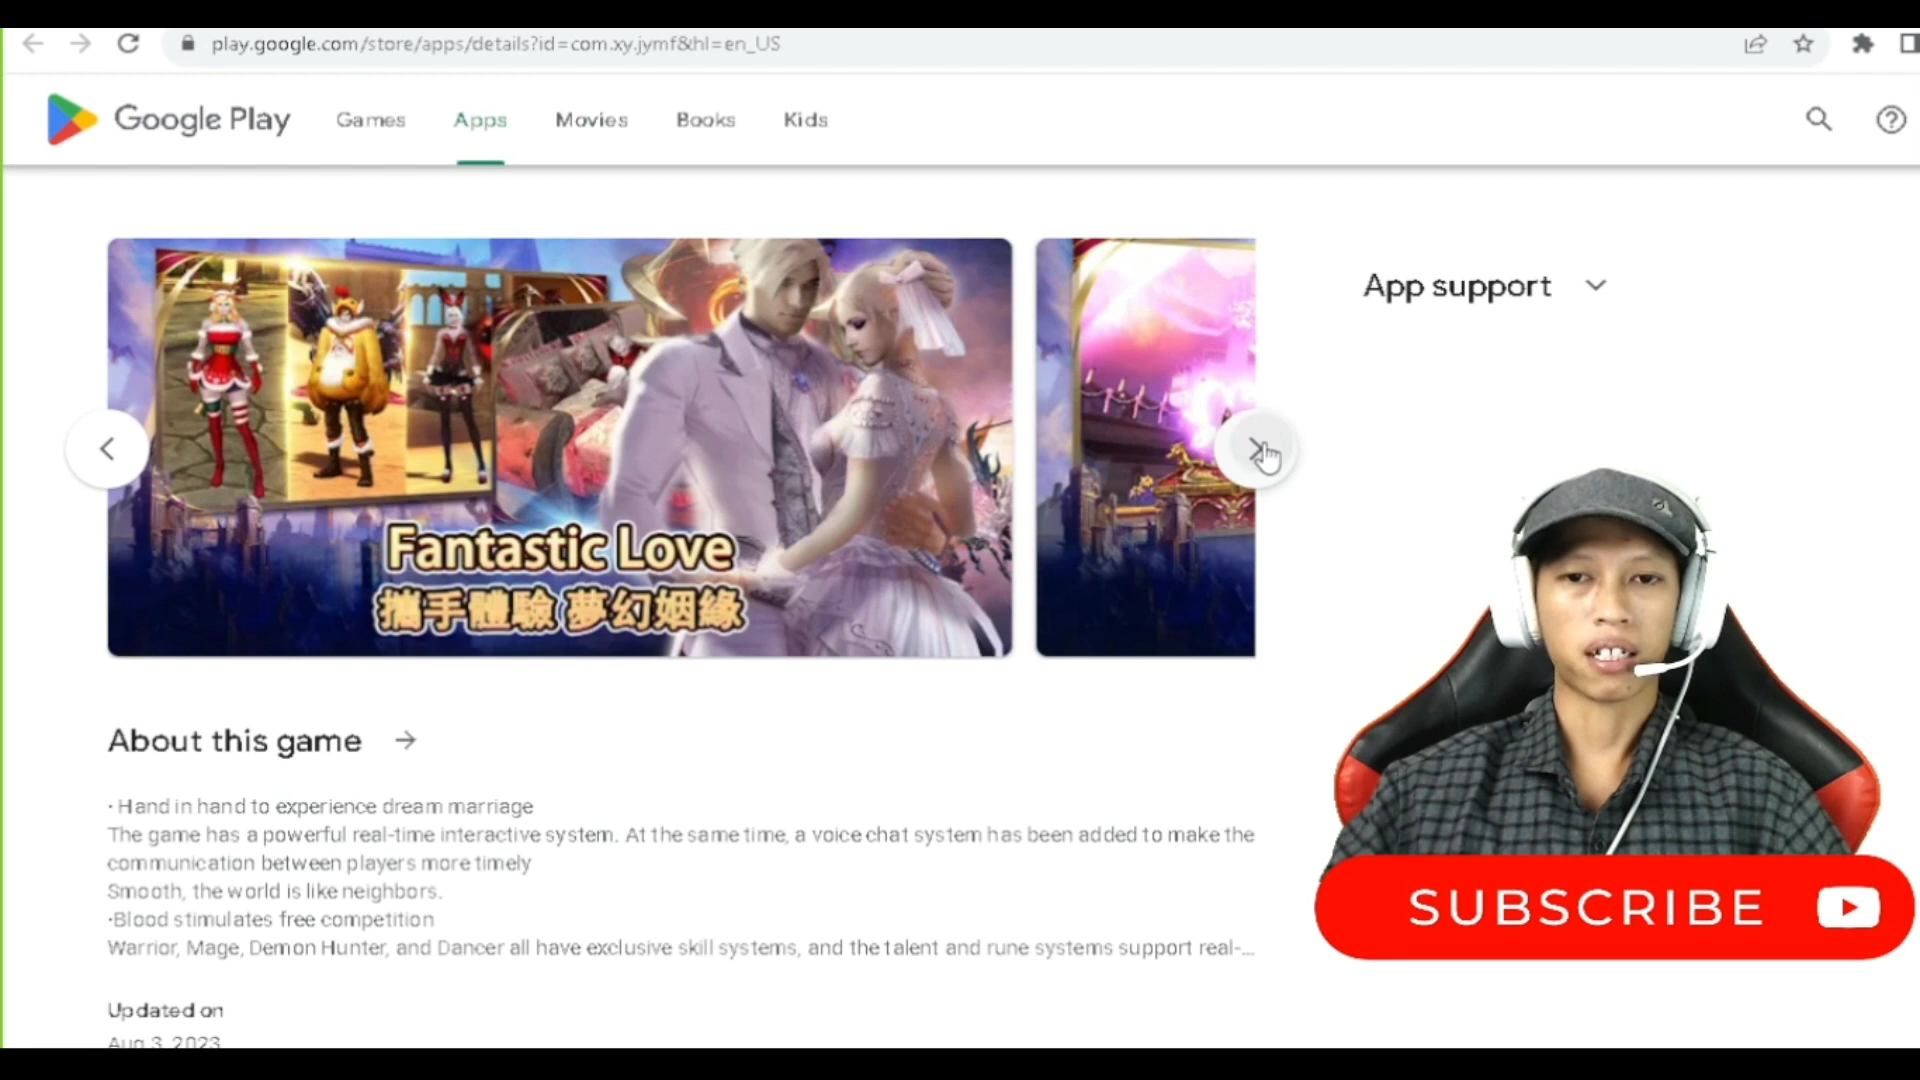 play.google.com/store/apps/details?id=com.xy.jymf&hl=en_US
Google Play Games Apps Movies Books Kids
Fantastic Love
攜手體驗 夢幻姻緣
App support
About this game
· Hand in hand to experience dream marriage
The game has a powerful real-time interactive system. At the same time, a voice chat system has been added to make the
communication between players more timely
Smooth, the world is like neighbors.
·Blood stimulates free competition
Warrior, Mage, Demon Hunter, and Dancer all have exclusive skill systems, and the talent and rune systems support real-...
Updated on
Aug 3, 2023
SUBSCRIBE